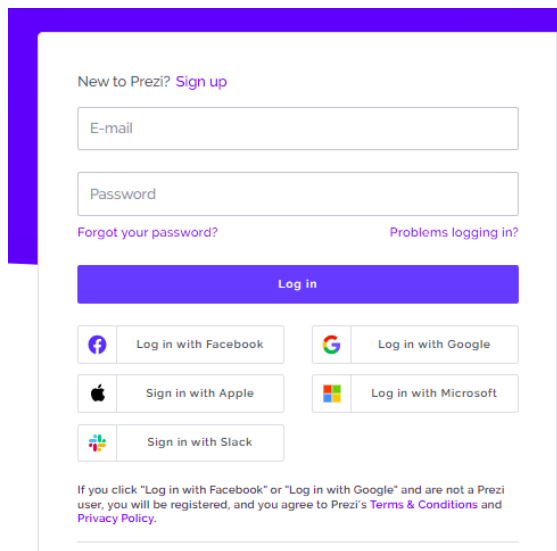 New to Prezi? Sign up
E-mail
Password
Forgot your password? Problems logging in?
Log in
Log in with Facebook Log in with Google
Sign in with Apple Log in with Microsoft
Sign in with Slack
If you click "Log in with Facebook" or "Log in with Google" and are not a Prezi
user, you will be registered, and you agree to Prezi's Terms & Conditions and
Privacy Policy.